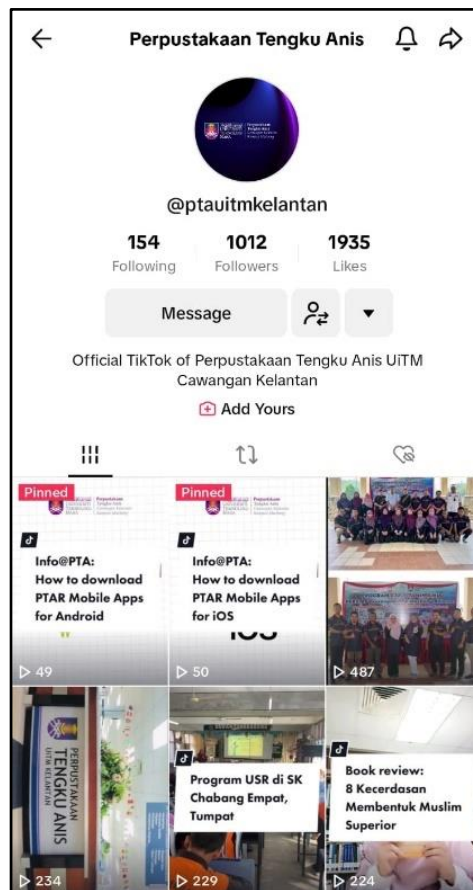 Perpustakaan Tengku Anis
@ptauitmkelantan
154
1012
1935
Following
Followers
Likes
Message
Official TikTok of Perpustakaan Tengku Anis UiTM
Cawangan Kelantan
Add Yours
Pinned
Info@PTA:
How to download
PTAR Mobile Apps
for Android
49
Pinned
Info@PTA:
How to download
PTAR Mobile Apps
for iOS
iOS
50
487
PERPUSTAKAAN
TENGKU ANIS
UiTM KELANTAN
234
Program USR di SK
Chabang Empat,
Tumpat
229
Book review:
8 Kecerdasan
Membentuk Muslim
Superior
224